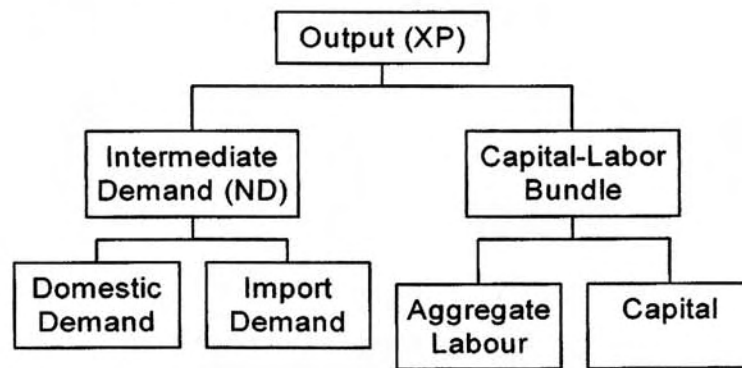 Output (XP)
Intermediate
Demand (ND)
Capital-Labor
Bundle
Domestic
Demand
Import
Demand
Aggregate
Labour
Capital